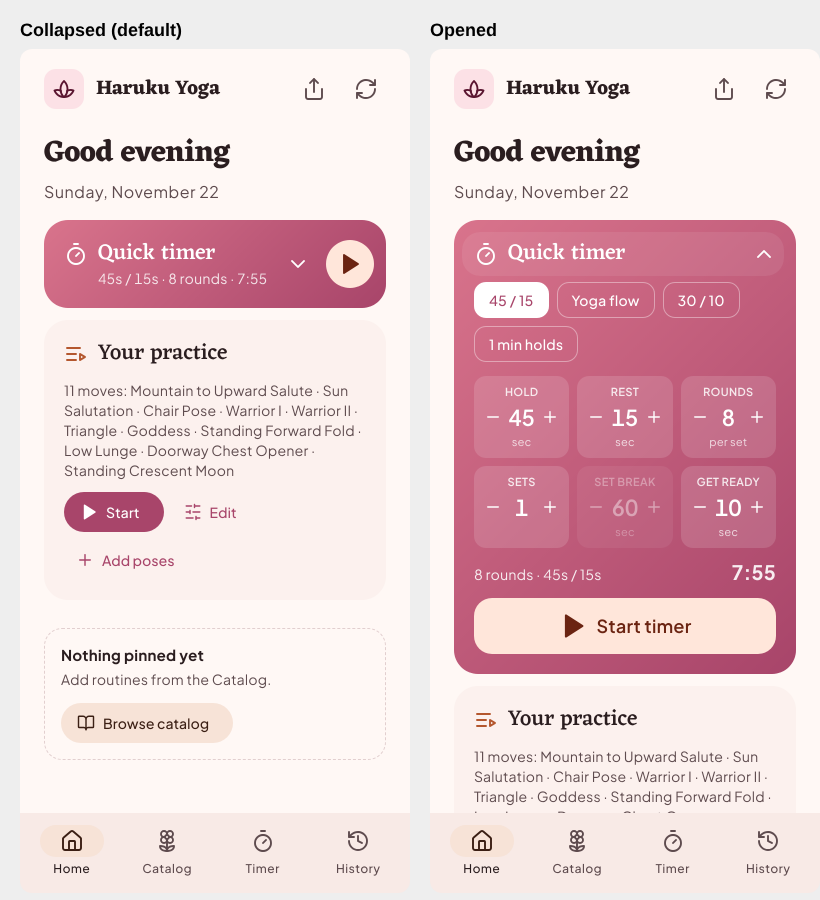 Collapsed (default)
Haruku Yoga
Good evening
Sunday, November 22
Quick timer
45s / 15s · 8 rounds · 7:55
Your practice
11 moves: Mountain to Upward Salute · Sun
Salutation · Chair Pose · Warrior I · Warrior II ·
Triangle · Goddess · Standing Forward Fold ·
Low Lunge · Doorway Chest Opener ·
Standing Crescent Moon
Start
Edit
Add poses
Nothing pinned yet
Add routines from the Catalog.
Browse catalog
Home
Catalog
Timer
History
Opened
Haruku Yoga
Good evening
Sunday, November 22
Quick timer
45 / 15
Yoga flow
30 / 10
1 min holds
HOLD
− 45 +
sec
REST
− 15 +
sec
ROUNDS
− 8 +
per set
SETS
− 1 +
SET BREAK
− 60 +
sec
GET READY
− 10 +
sec
8 rounds · 45s / 15s
7:55
Start timer
Your practice
11 moves: Mountain to Upward Salute · Sun
Salutation · Chair Pose · Warrior I · Warrior II ·
Triangle · Goddess · Standing Forward Fold ·
Home
Catalog
Timer
History